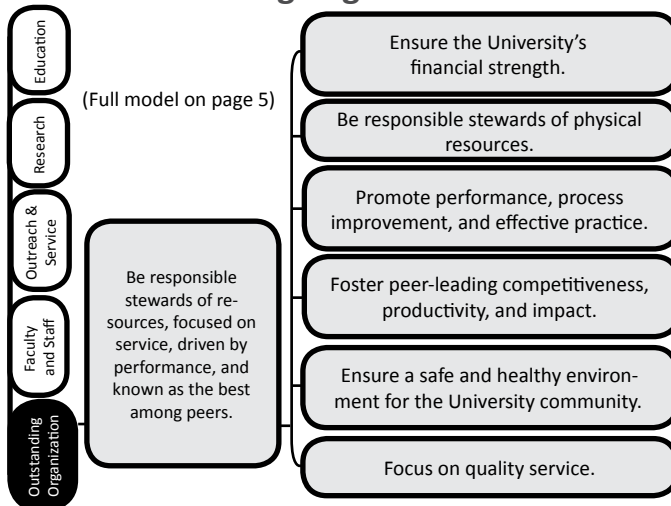 Education
Research
Outreach &
Service
Faculty
and Staff
Outstanding
Organization
(Full model on page 5)
Be responsible
stewards of re-
sources, focused on
service, driven by
performance, and
known as the best
among peers.
Ensure the University's
financial strength.
Be responsible stewards of physical
resources.
Promote performance, process
improvement, and effective practice.
Foster peer-leading competitiveness,
productivity, and impact.
Ensure a safe and healthy environ-
ment for the University community.
Focus on quality service.